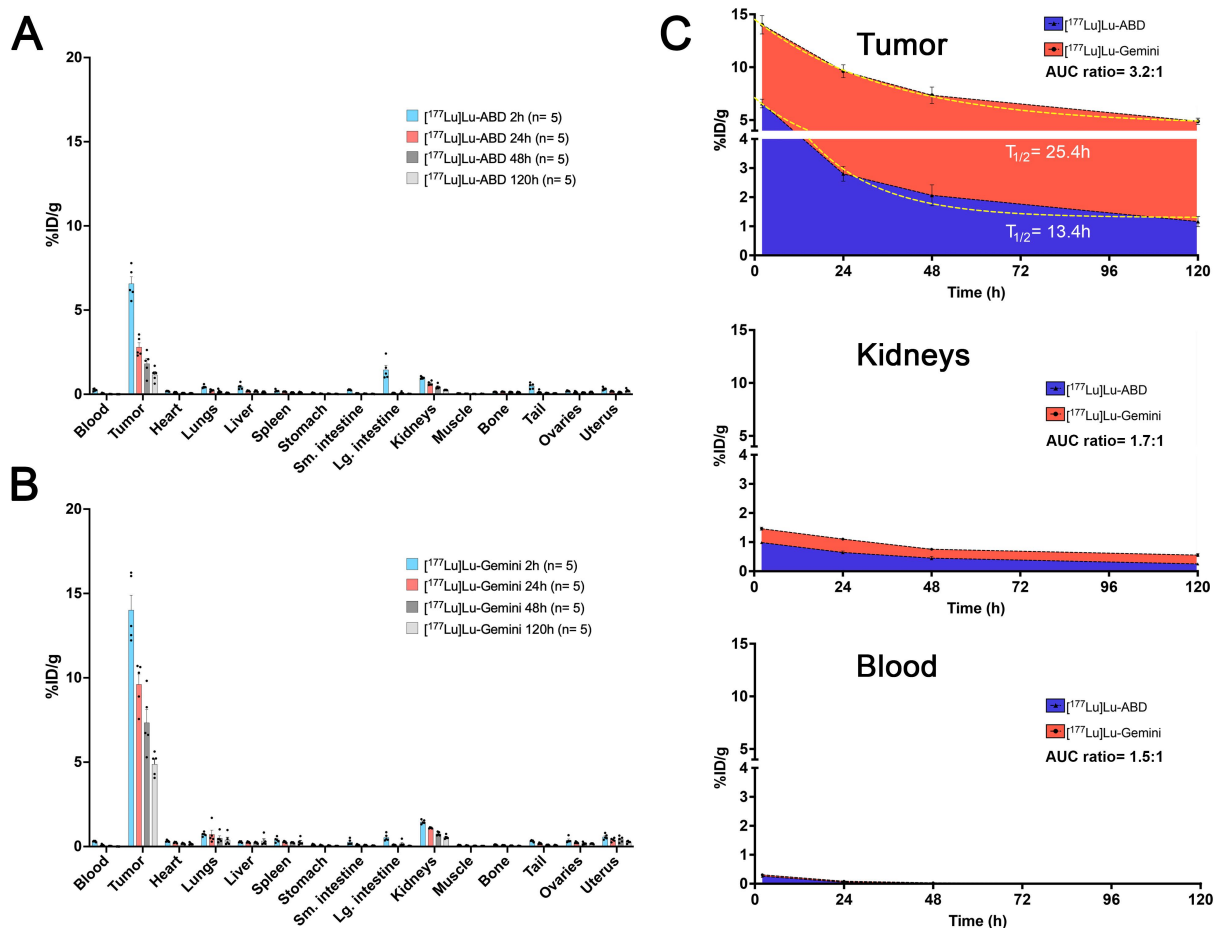 A
20
15
10
5
0
%ID/g
[177Lu]Lu-ABD 2h (n= 5)
[177Lu]Lu-ABD 24h (n= 5)
[177Lu]Lu-ABD 48h (n= 5)
[177Lu]Lu-ABD 120h (n= 5)
Blood
Tumor
Heart
Lungs
Liver
Spleen
Stomach
Sm. intestine
Lg. intestine
Kidneys
Muscle
Bone
Tail
Ovaries
Uterus
B
20
15
10
5
0
%ID/g
[177Lu]Lu-Gemini 2h (n= 5)
[177Lu]Lu-Gemini 24h (n= 5)
[177Lu]Lu-Gemini 48h (n= 5)
[177Lu]Lu-Gemini 120h (n= 5)
Blood
Tumor
Heart
Lungs
Liver
Spleen
Stomach
Sm. intestine
Lg. intestine
Kidneys
Muscle
Bone
Tail
Ovaries
Uterus
C
Tumor
[177Lu]Lu-ABD
[177Lu]Lu-Gemini
AUC ratio= 3.2:1
15
10
5
4
3
2
1
0
%ID/g
T1/2= 25.4h
T1/2= 13.4h
0 24 48 72 96 120
Time (h)
Kidneys
[177Lu]Lu-ABD
[177Lu]Lu-Gemini
AUC ratio= 1.7:1
15
10
5
4
3
2
1
0
%ID/g
0 24 48 72 96 120
Time (h)
Blood
[177Lu]Lu-ABD
[177Lu]Lu-Gemini
AUC ratio= 1.5:1
15
10
5
4
3
2
1
0
%ID/g
0 24 48 72 96 120
Time (h)